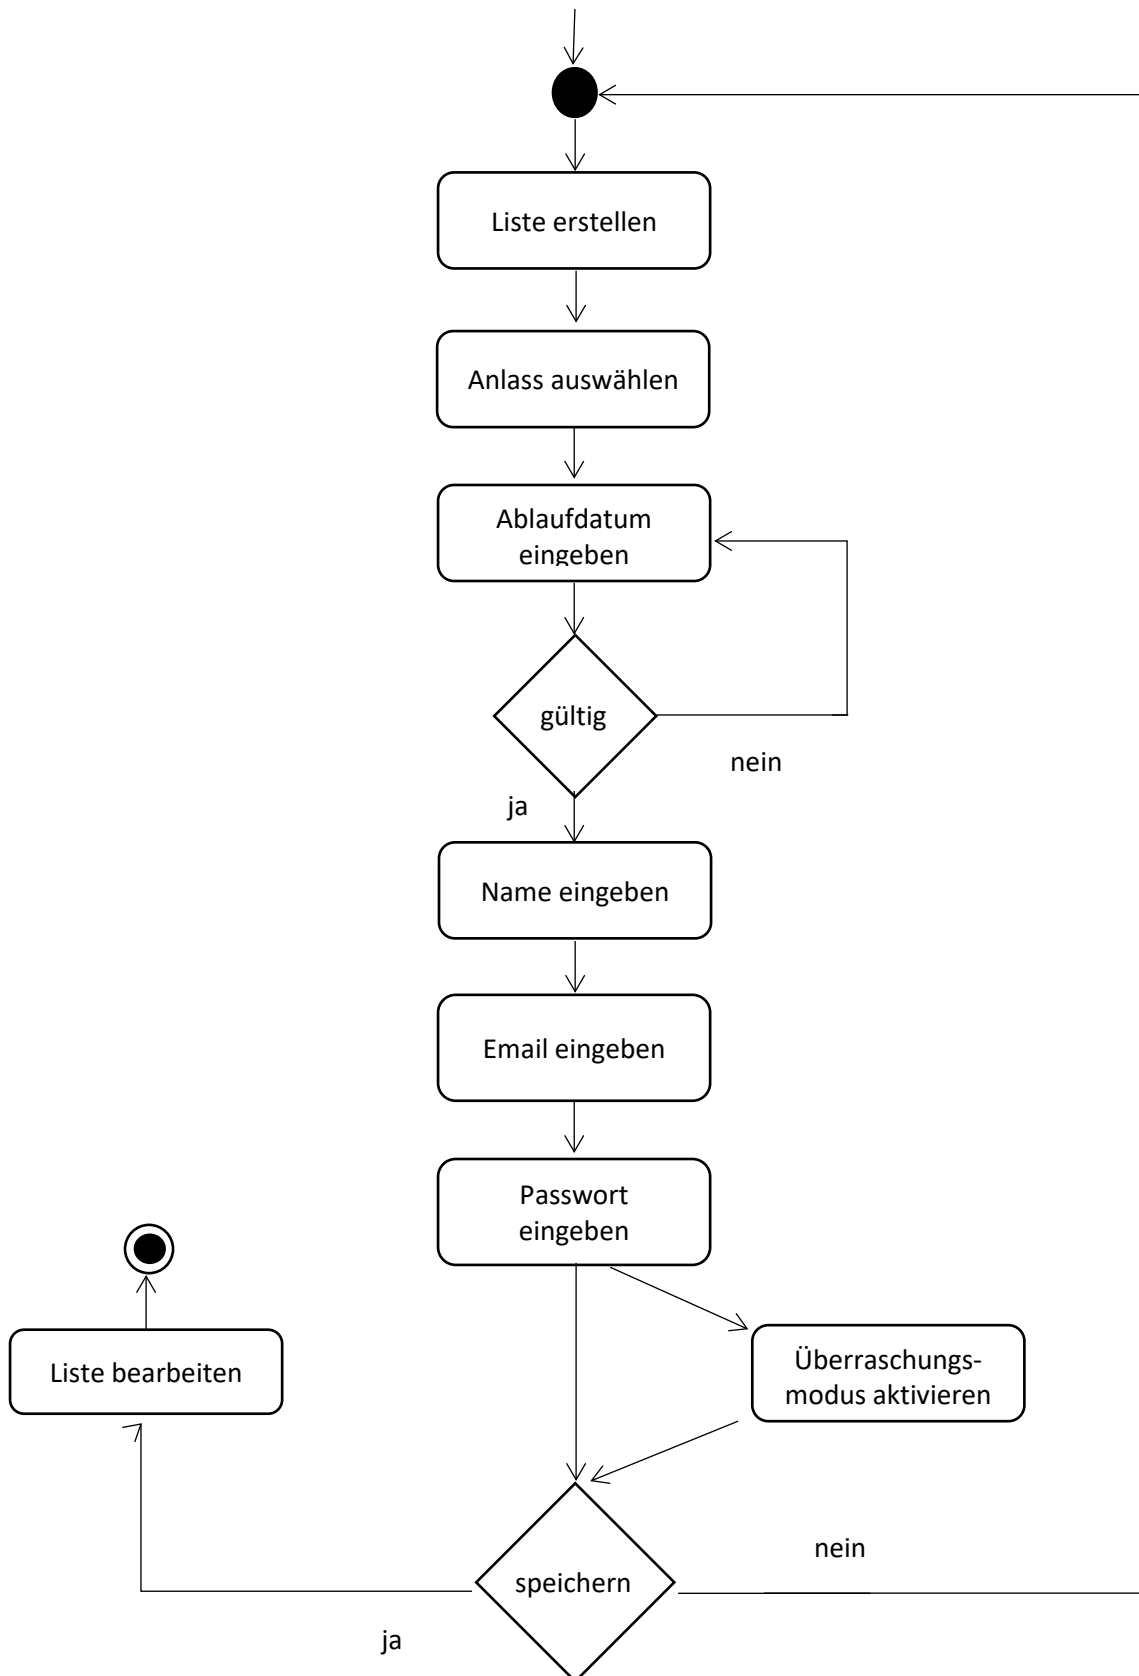 Liste erstellen
Anlass auswählen
Ablaufdatum
eingeben
gültig
nein
ja
Name eingeben
Email eingeben
Passwort
eingeben
Überraschungs-
modus aktivieren
Liste bearbeiten
nein
speichern
ja